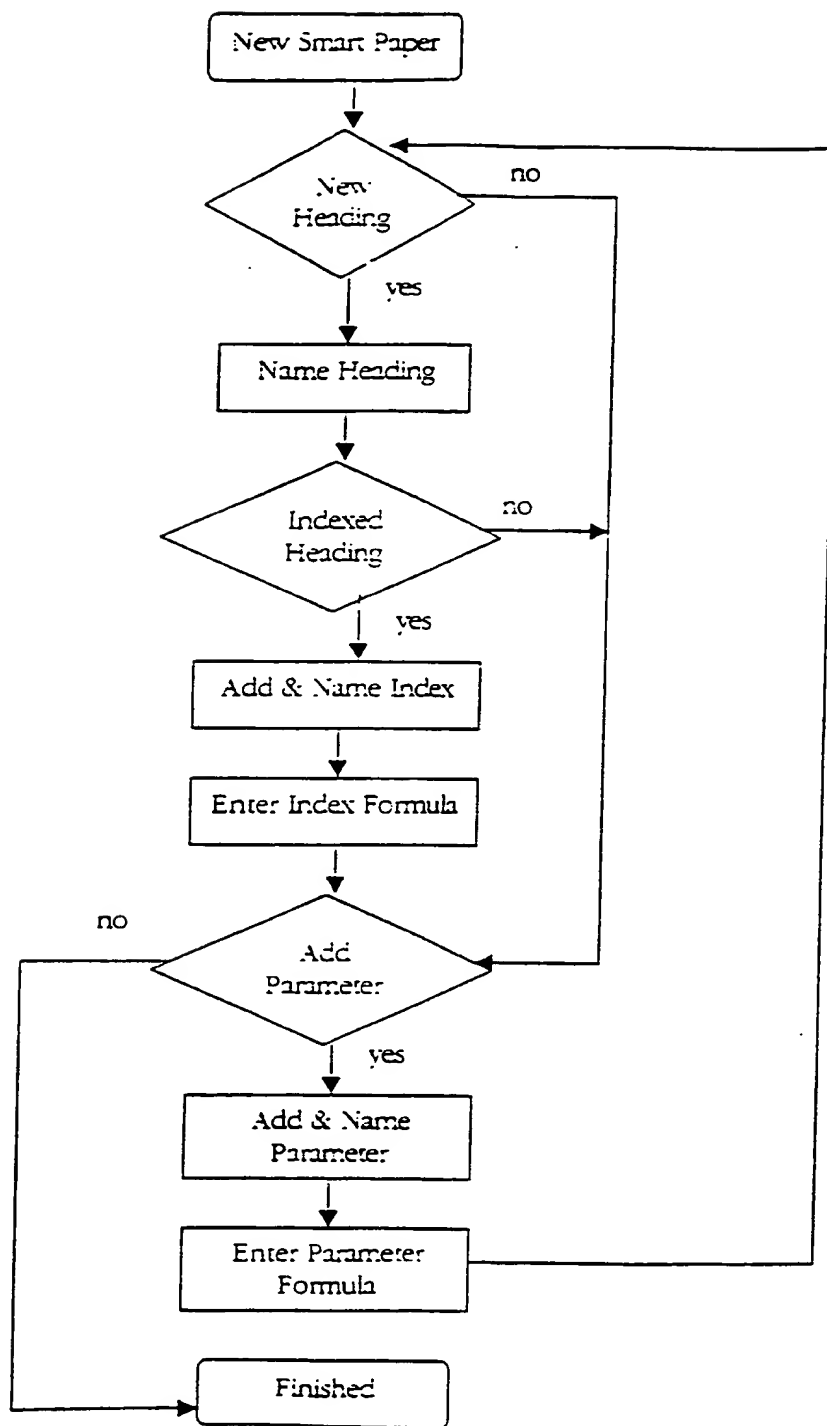 New Smart Paper
New
Heading
no
yes
Name Heading
Indexed
Heading
no
yes
Add & Name Index
Enter Index Formula
no
Add
Parameter
yes
Add & Name
Parameter
Enter Parameter
Formula
Finished